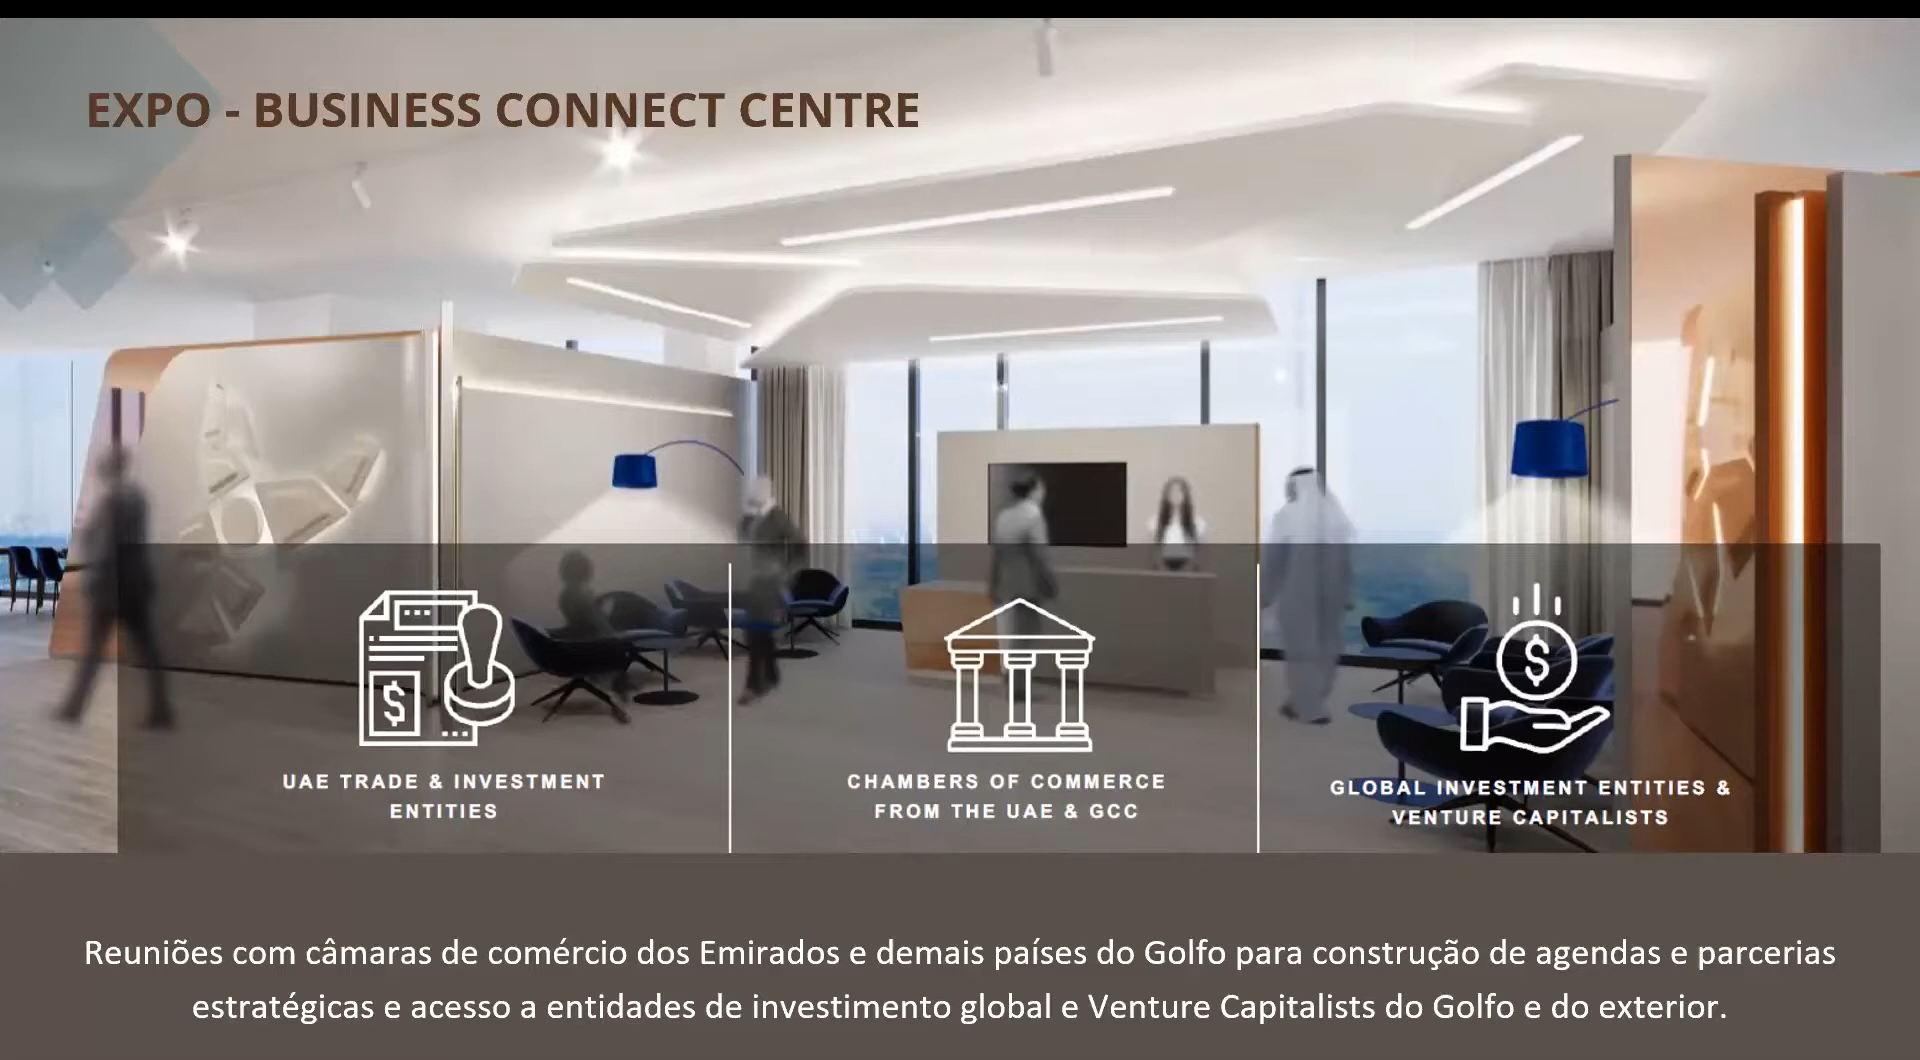 EXPO - BUSINESS CONNECT CENTRE
UAE TRADE & INVESTMENT
ENTITIES
CHAMBERS OF COMMERCE
FROM THE UAE & GCC
GLOBAL INVESTMENT ENTITIES &
VENTURE CAPITALISTS
Reuniões com câmaras de comércio dos Emirados e demais países do Golfo para construção de agendas e parcerias
estratégicas e acesso a entidades de investimento global e Venture Capitalists do Golfo e do exterior.